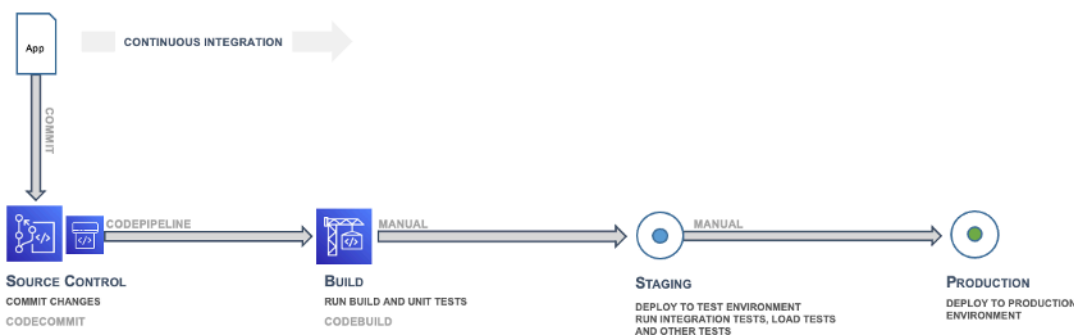 App
CONTINUOUS INTEGRATION
COMMIT
CODEPIPELINE
MANUAL
MANUAL
SOURCE CONTROL
COMMIT CHANGES
CODECOMMIT
BUILD
RUN BUILD AND UNIT TESTS
CODEBUILD
STAGING
DEPLOY TO TEST ENVIRONMENT
RUN INTEGRATION TESTS, LOAD TESTS
AND OTHER TESTS
PRODUCTION
DEPLOY TO PRODUCTION
ENVIRONMENT